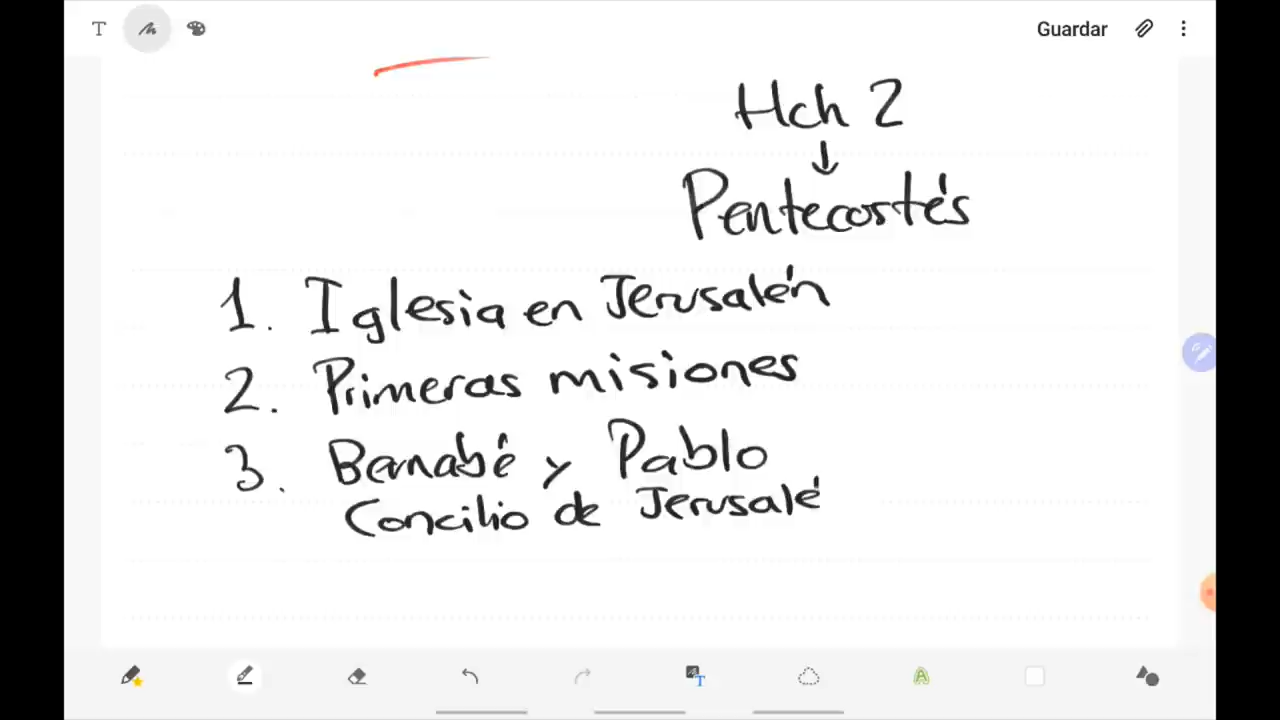 T Guardar
Hch 2
Pentecostés
1. Iglesia en Jerusalén
2. Primeras misiones
3. Bernabé y Pablo
Concilio de Jerusalé
T A